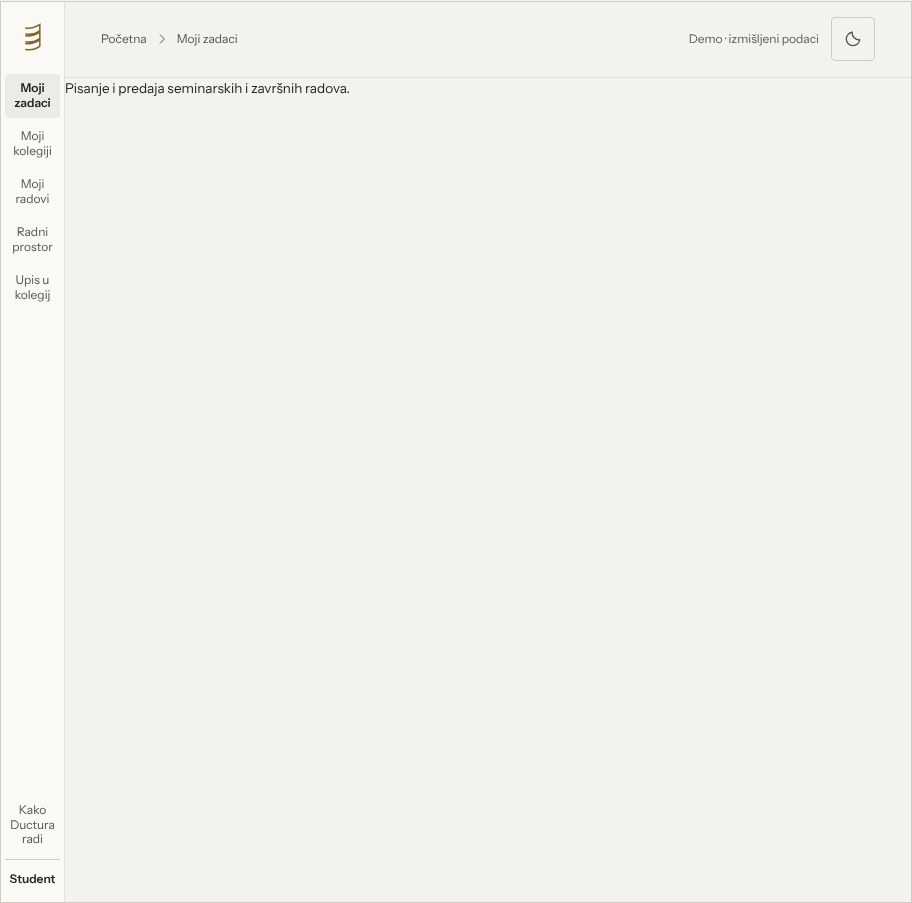 Početna > Moji zadaci
Demo · izmišljeni podaci
Moji
zadaci
Moji
kolegiji
Moji
radovi
Radni
prostor
Upis u
kolegij
Kako
Ductura
radi
Student
Pisanje i predaja seminarskih i završnih radova.